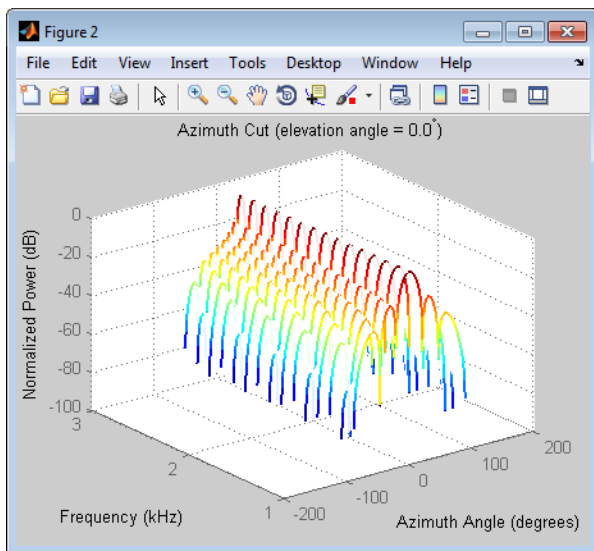 Figure 2
File Edit View Insert Tools Desktop Window Help
Azimuth Cut (elevation angle = 0.0°)
Normalized Power (dB)
0
-20
-40
-60
-80
-100
3
2
1
Frequency (kHz)
-200
-100
0
100
200
Azimuth Angle (degrees)